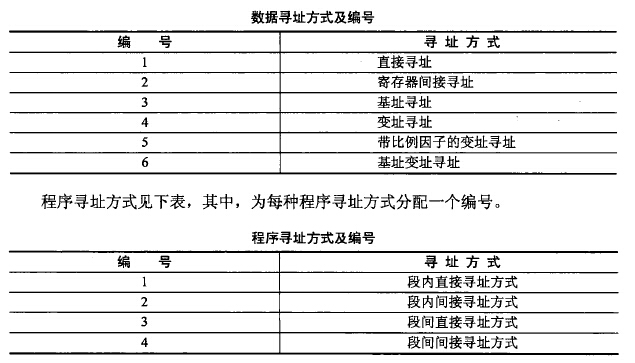 数据寻址方式及编号
编 号 寻 址 方 式
1 直接寻址
2 寄存器间接寻址
3 基址寻址
4 变址寻址
5 带比例因子的变址寻址
6 基址变址寻址
程序寻址方式见下表，其中，为每种程序寻址方式分配一个编号。
程序寻址方式及编号
编 号 寻 址 方 式
1 段内直接寻址方式
2 段内间接寻址方式
3 段间直接寻址方式
4 段间间接寻址方式